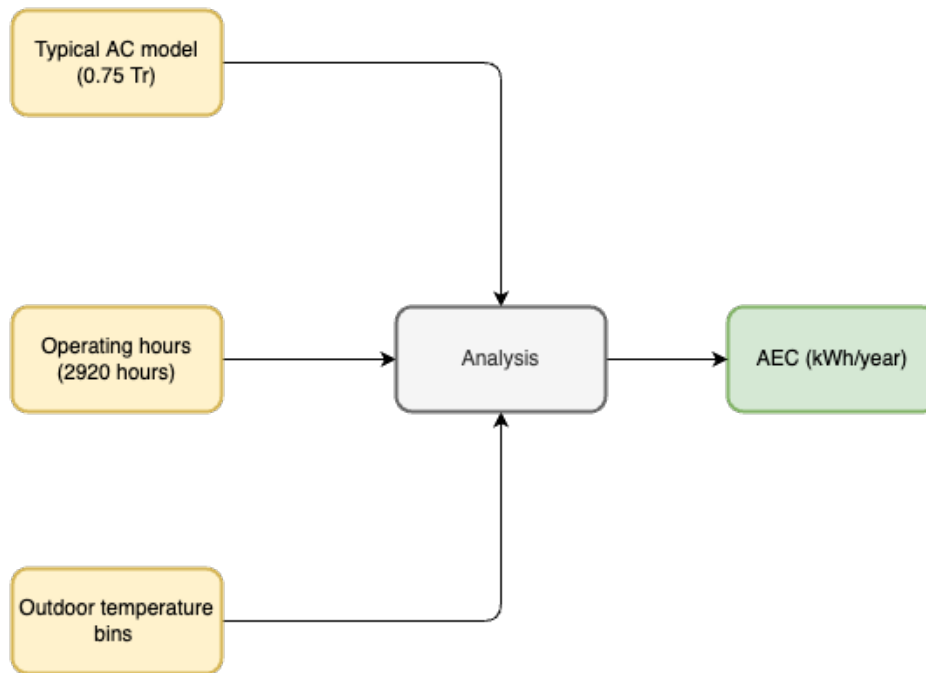 Typical AC model
(0.75 Tr)
Operating hours
(2920 hours)
Analysis
AEC (kWh/year)
Outdoor temperature
bins